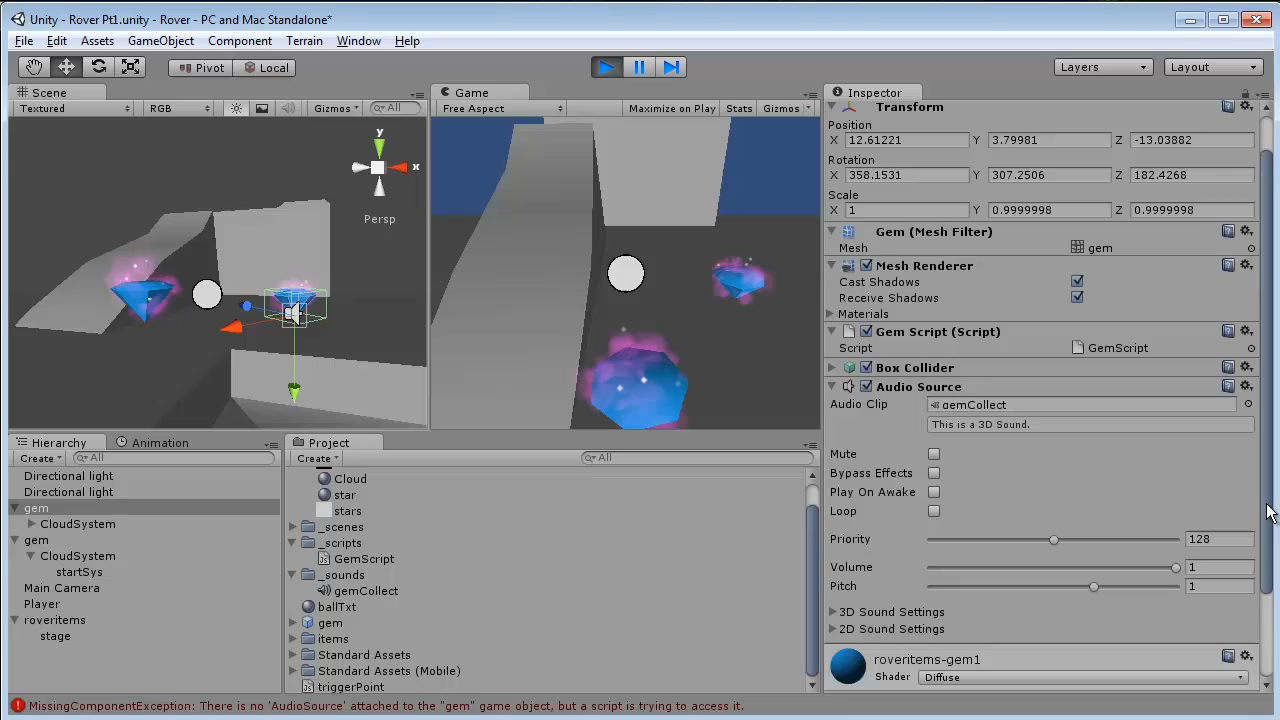 Unity - Rover Pt1.unity - Rover - PC and Mac Standalone*
File Edit Assets GameObject Component Terrain Window Help
Pivot Local Layers Layout
Scene
Textured RGB Gizmos All
y
x
Persp
Game
Free Aspect Maximize on Play Stats Gizmos
Inspector
Transform
Position
X 12.61221 Y 3.79981 Z -13.03882
Rotation
X 358.1531 Y 307.2506 Z 182.4268
Scale
X 1 Y 0.9999998 Z 0.9999998
Gem (Mesh Filter)
Mesh gem
Mesh Renderer
Cast Shadows
Receive Shadows
Materials
Gem Script (Script)
Script GemScript
Box Collider
Audio Source
Audio Clip gemCollect
This is a 3D Sound.
Mute
Bypass Effects
Play On Awake
Loop
Priority 128
Volume 1
Pitch 1
3D Sound Settings
2D Sound Settings
roveritems-gem1
Shader Diffuse
Hierarchy Animation
Create All
Directional light
Directional light
gem
CloudSystem
gem
CloudSystem
startSys
Main Camera
Player
roveritems
stage
Project
Create All
Cloud
star
stars
_scenes
_scripts
GemScript
_sounds
gemCollect
ballTxt
gem
items
Standard Assets
Standard Assets (Mobile)
triggerPoint
MissingComponentException: There is no 'AudioSource' attached to the "gem" game object, but a script is trying to access it.